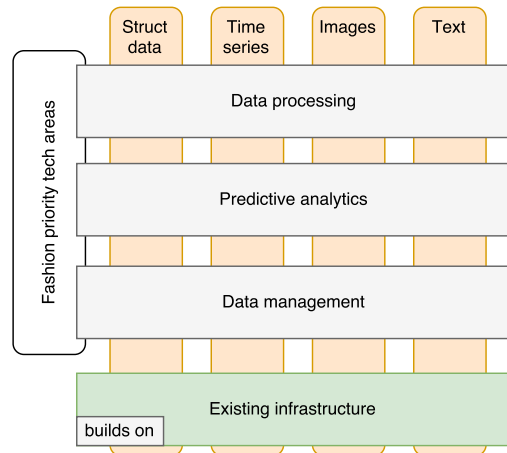 Struct
data
Time
series
Images
Text
Fashion priority tech areas
Data processing
Predictive analytics
Data management
Existing infrastructure
builds on